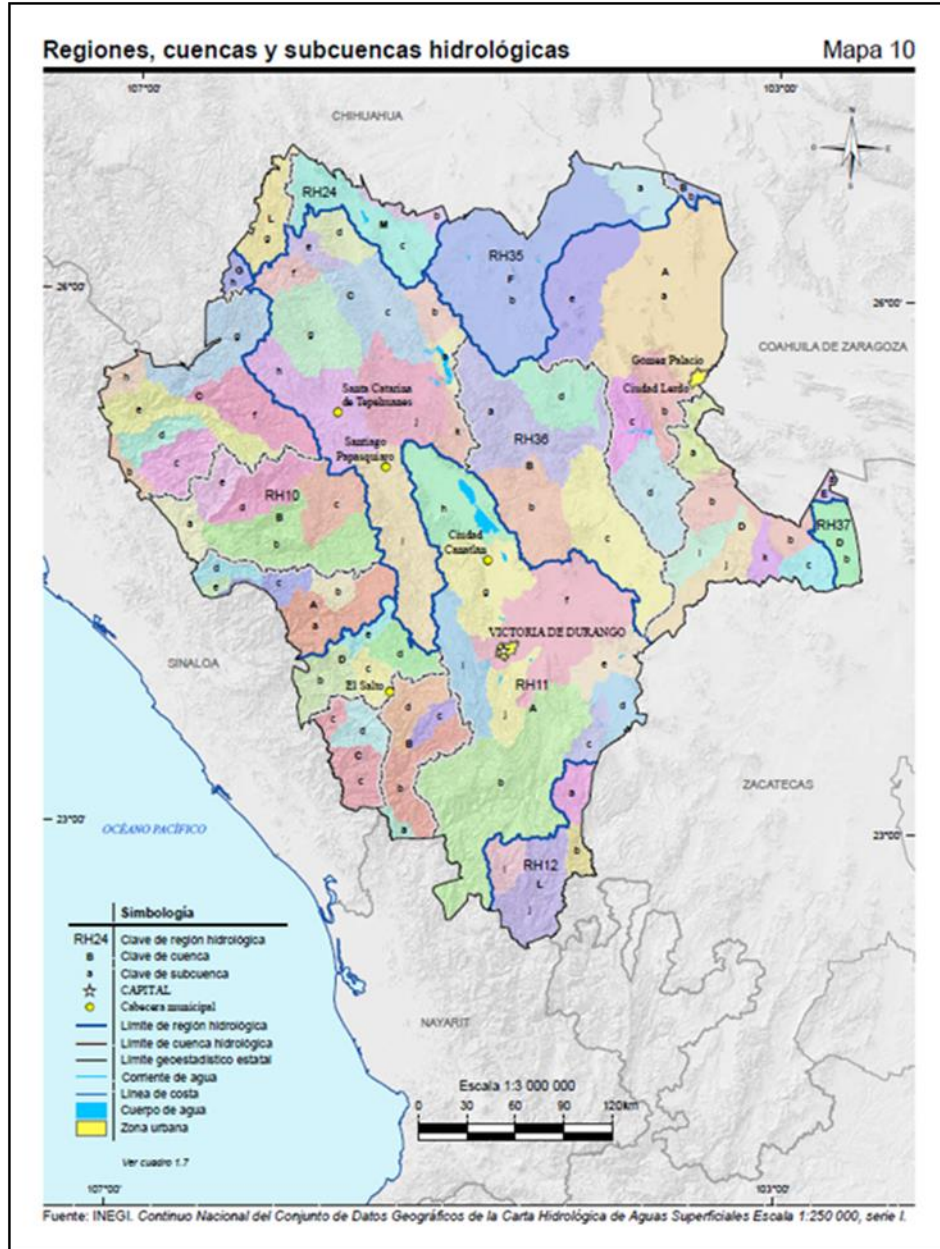 Regiones, cuencas y subcuencas hidrológicas
Mapa 10
107°00'
103°00'
CHIHUAHUA
N
E
S
RH24
a
B
L
g
d
M
b
c
e
RH35
F
b
A
a
G
h
f
C
c
e
26°00'
26°00'
g
g
b
COAHUILA DE ZARAGOZA
Gómez Palacio
h
h
C
Santa Catarina
de Tepehuanes
a
d
Ciudad Lerdo
e
f
j
RH36
c
b
d
k
a
c
Santiago
Papasquiaro
B
b
e
RH10
d
c
h
b
d
E
a
B
i
Ciudad
Canatlán
c
D
b
RH37
b
g
i
j
k
c
D
b
d
c
e
A
b
f
a
VICTORIA DE DURANGO
SINALOA
e
D
d
e
b
c
i
RH11
El Salto
A
d
c
d
c
j
d
B
c
C
c
b
b
a
ZACATECAS
23°00'
23°00'
OCÉANO PACÍFICO
a
b
RH12
i
L
j
Simbología
RH24 Clave de región hidrológica
B Clave de cuenca
a Clave de subcuenca
CAPITAL
Cabecera municipal
Límite de región hidrológica
Límite de cuenca hidrológica
Límite geoestadístico estatal
Corriente de agua
Línea de costa
Cuerpo de agua
Zona urbana
Ver cuadro 1.7
NAYARIT
Escala 1:3 000 000
0 30 60 90 120km
107°00'
103°00'
Fuente: INEGI. Continuo Nacional del Conjunto de Datos Geográficos de la Carta Hidrológica de Aguas Superficiales Escala 1:250 000, serie I.